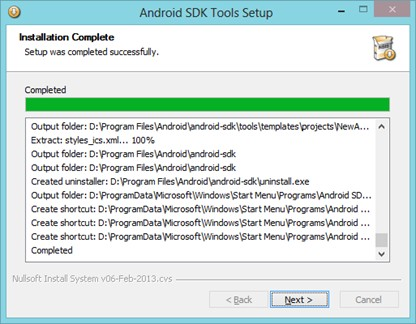 Android SDK Tools Setup
Installation Complete
Setup was completed successfully.
Completed
Output folder: D:\Program Files\Android\android-sdk\tools\templates\projects\NewA...
Extract: styles_ics.xml... 100%
Output folder: D:\Program Files\Android\android-sdk
Output folder: D:\Program Files\Android\android-sdk
Created uninstaller: D:\Program Files\Android\android-sdk\uninstall.exe
Output folder: D:\ProgramData\Microsoft\Windows\Start Menu\Programs\Android SD...
Create shortcut: D:\ProgramData\Microsoft\Windows\Start Menu\Programs\Android ...
Create shortcut: D:\ProgramData\Microsoft\Windows\Start Menu\Programs\Android ...
Create shortcut: D:\ProgramData\Microsoft\Windows\Start Menu\Programs\Android ...
Completed
Nullsoft Install System v06-Feb-2013.cvs
< Back
Next >
Cancel